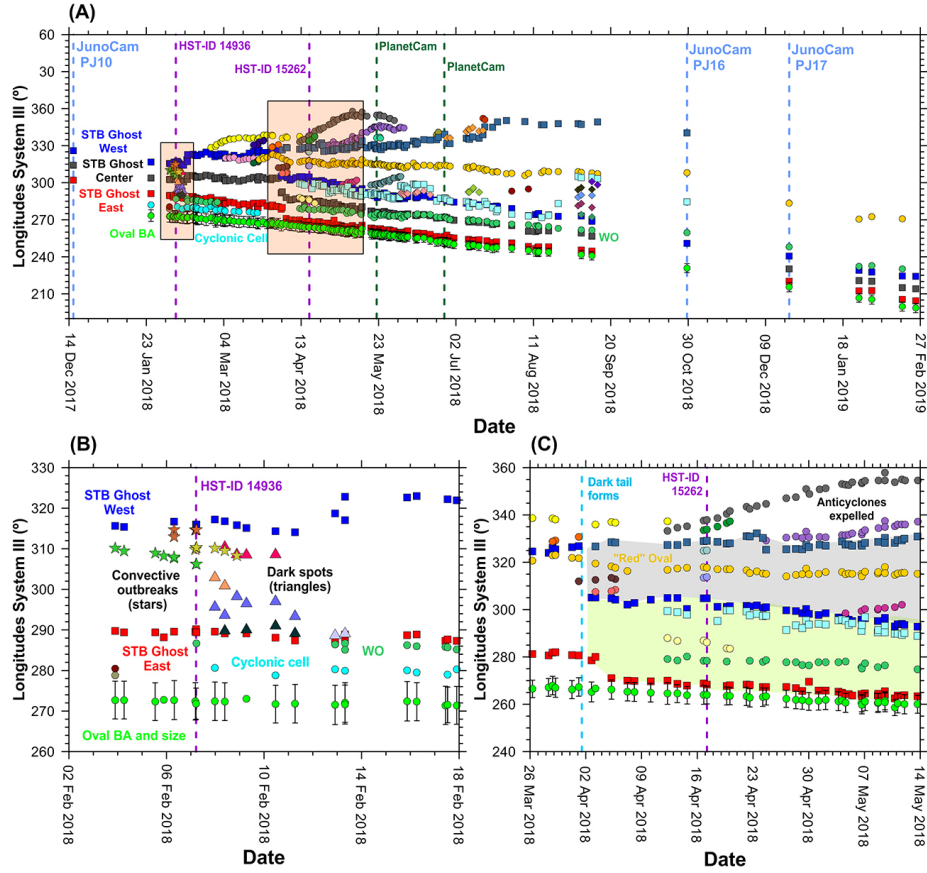 (A)
60
30
360
330
300
270
240
210
Longitudes System III (º)
JunoCam
PJ10
HST-ID 14936
HST-ID 15262
PlanetCam
PlanetCam
JunoCam
PJ16
JunoCam
PJ17
STB Ghost
West
STB Ghost
Center
STB Ghost
East
Oval BA
Cyclonic Cell
WO
14 Dec 2017
23 Jan 2018
04 Mar 2018
13 Apr 2018
23 May 2018
02 Jul 2018
11 Aug 2018
20 Sep 2018
30 Oct 2018
09 Dec 2018
18 Jan 2019
27 Feb 2019
Date
(B)
330
320
310
300
290
280
270
260
Longitudes System III (º)
HST-ID 14936
STB Ghost
West
Convective
outbreaks
(stars)
Dark spots
(triangles)
STB Ghost
East
Cyclonic cell
WO
Oval BA and size
02 Feb 2018
06 Feb 2018
10 Feb 2018
14 Feb 2018
18 Feb 2018
Date
(C)
360
340
320
300
280
260
240
Dark tail
forms
HST-ID
15262
Anticyclones
expelled
"Red" Oval
26 Mar 2018
02 Apr 2018
09 Apr 2018
16 Apr 2018
23 Apr 2018
30 Apr 2018
07 May 2018
14 May 2018
Date